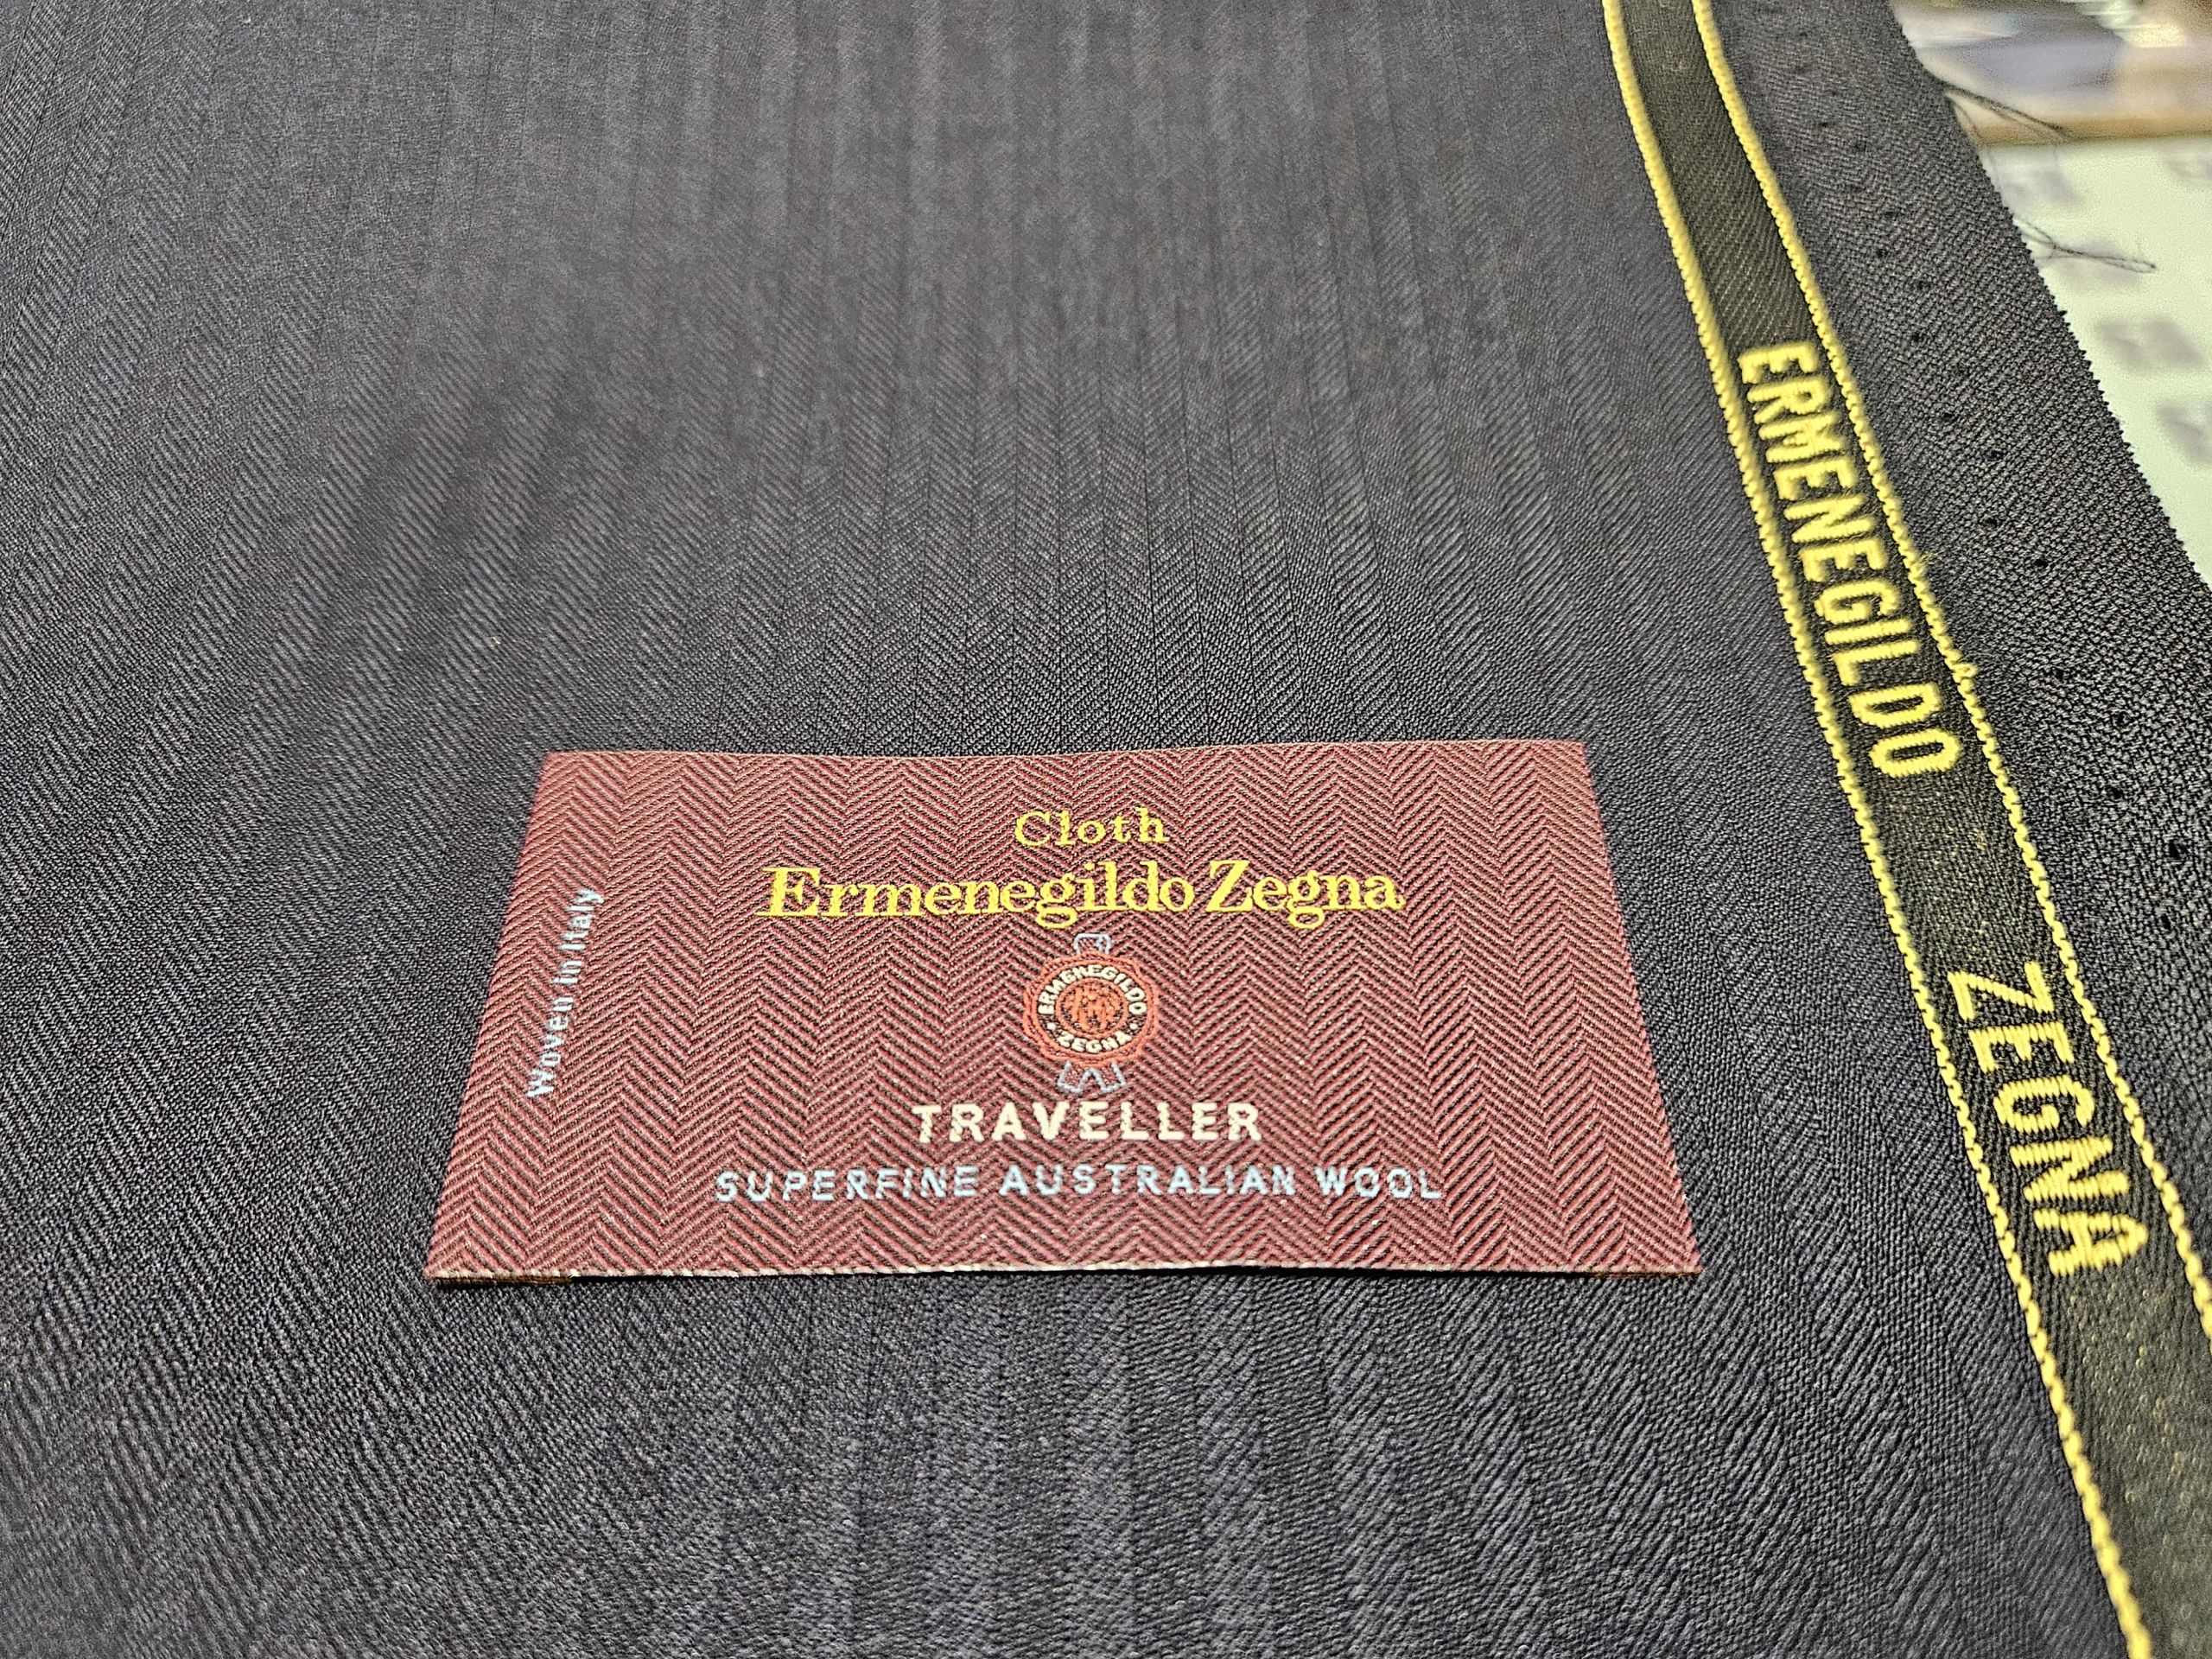 Cloth
Ermenegildo Zegna
ERMENEGILDO
ZEGNA
TRAVELLER
SUPERFINE AUSTRALIAN WOOL
Woven in Italy
ERMENEGILDO
ZEGNA